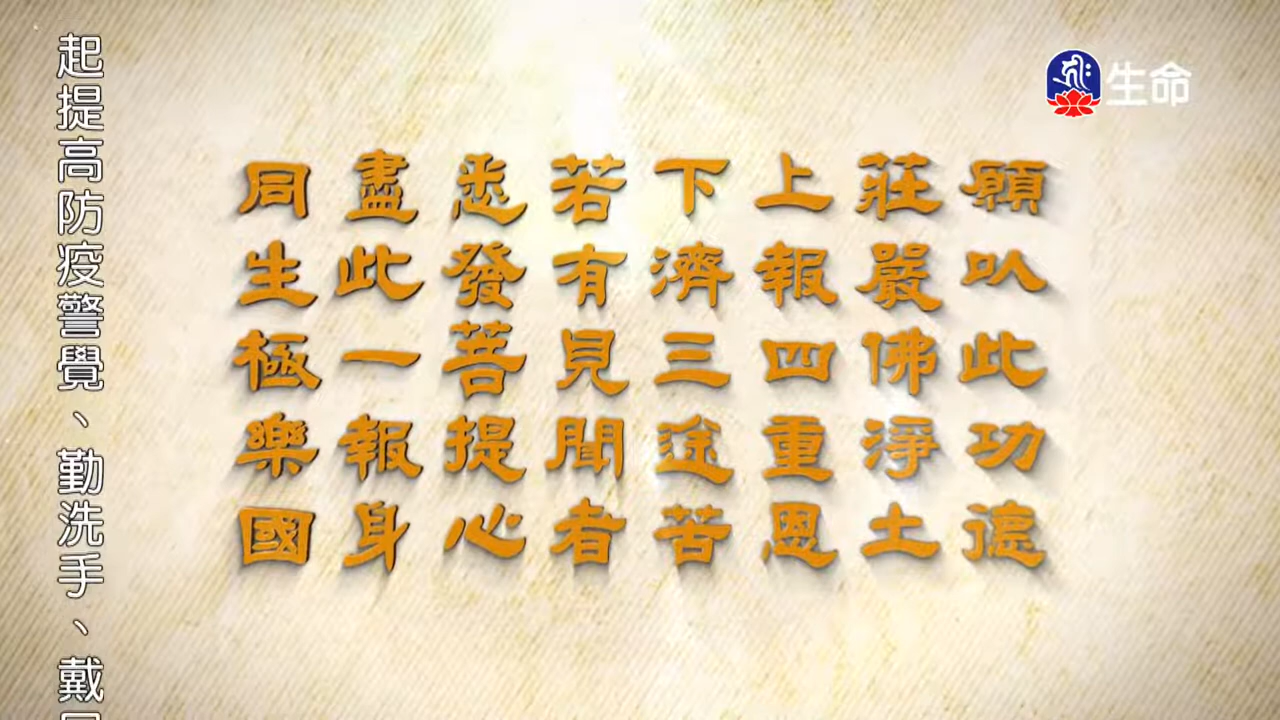 願以此功德
莊嚴佛淨土
上報四重恩
下濟三途苦
若有見聞者
悉發菩提心
盡此一報身
同生極樂國
生命
起提高防疫警覺、勤洗手、戴